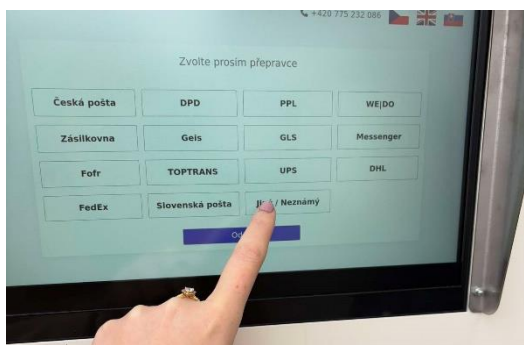 +420 775 232 086
Zvolte prosím přepravce
Česká pošta DPD PPL WE|DO
Zásilkovna Geis GLS Messenger
Fofr TOPTRANS UPS DHL
FedEx Slovenská pošta / Neznámý